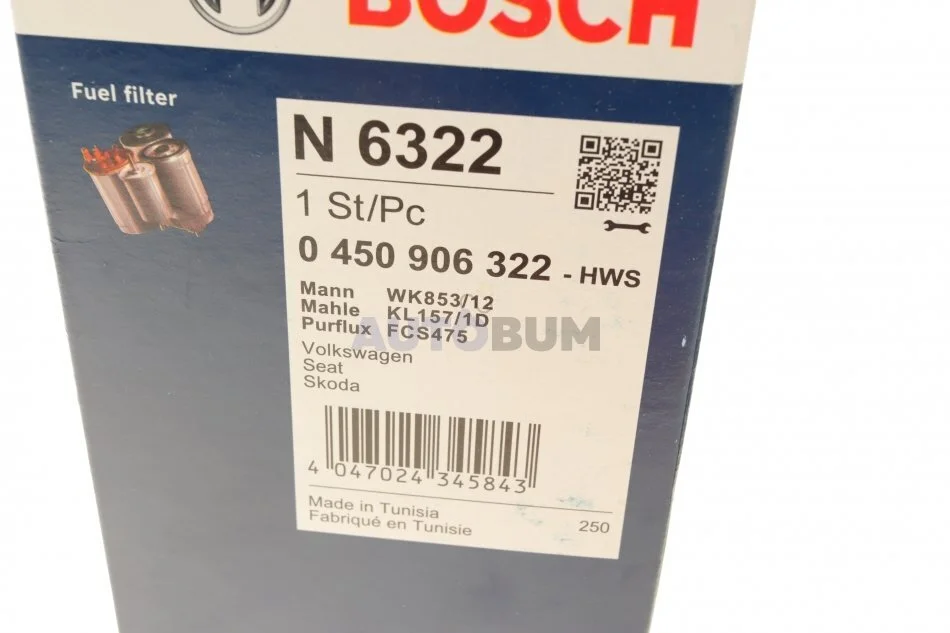 BOSCH
Fuel filter
N 6322
1 St/Pc
0 450 906 322 - HWS
Mann WK853/12
Mahle KL157/1D
Purflux FCS475
AUTOBUM
Volkswagen
Seat
Skoda
4 047024 345843
Made in Tunisia
Fabriqué en Tunisie 250